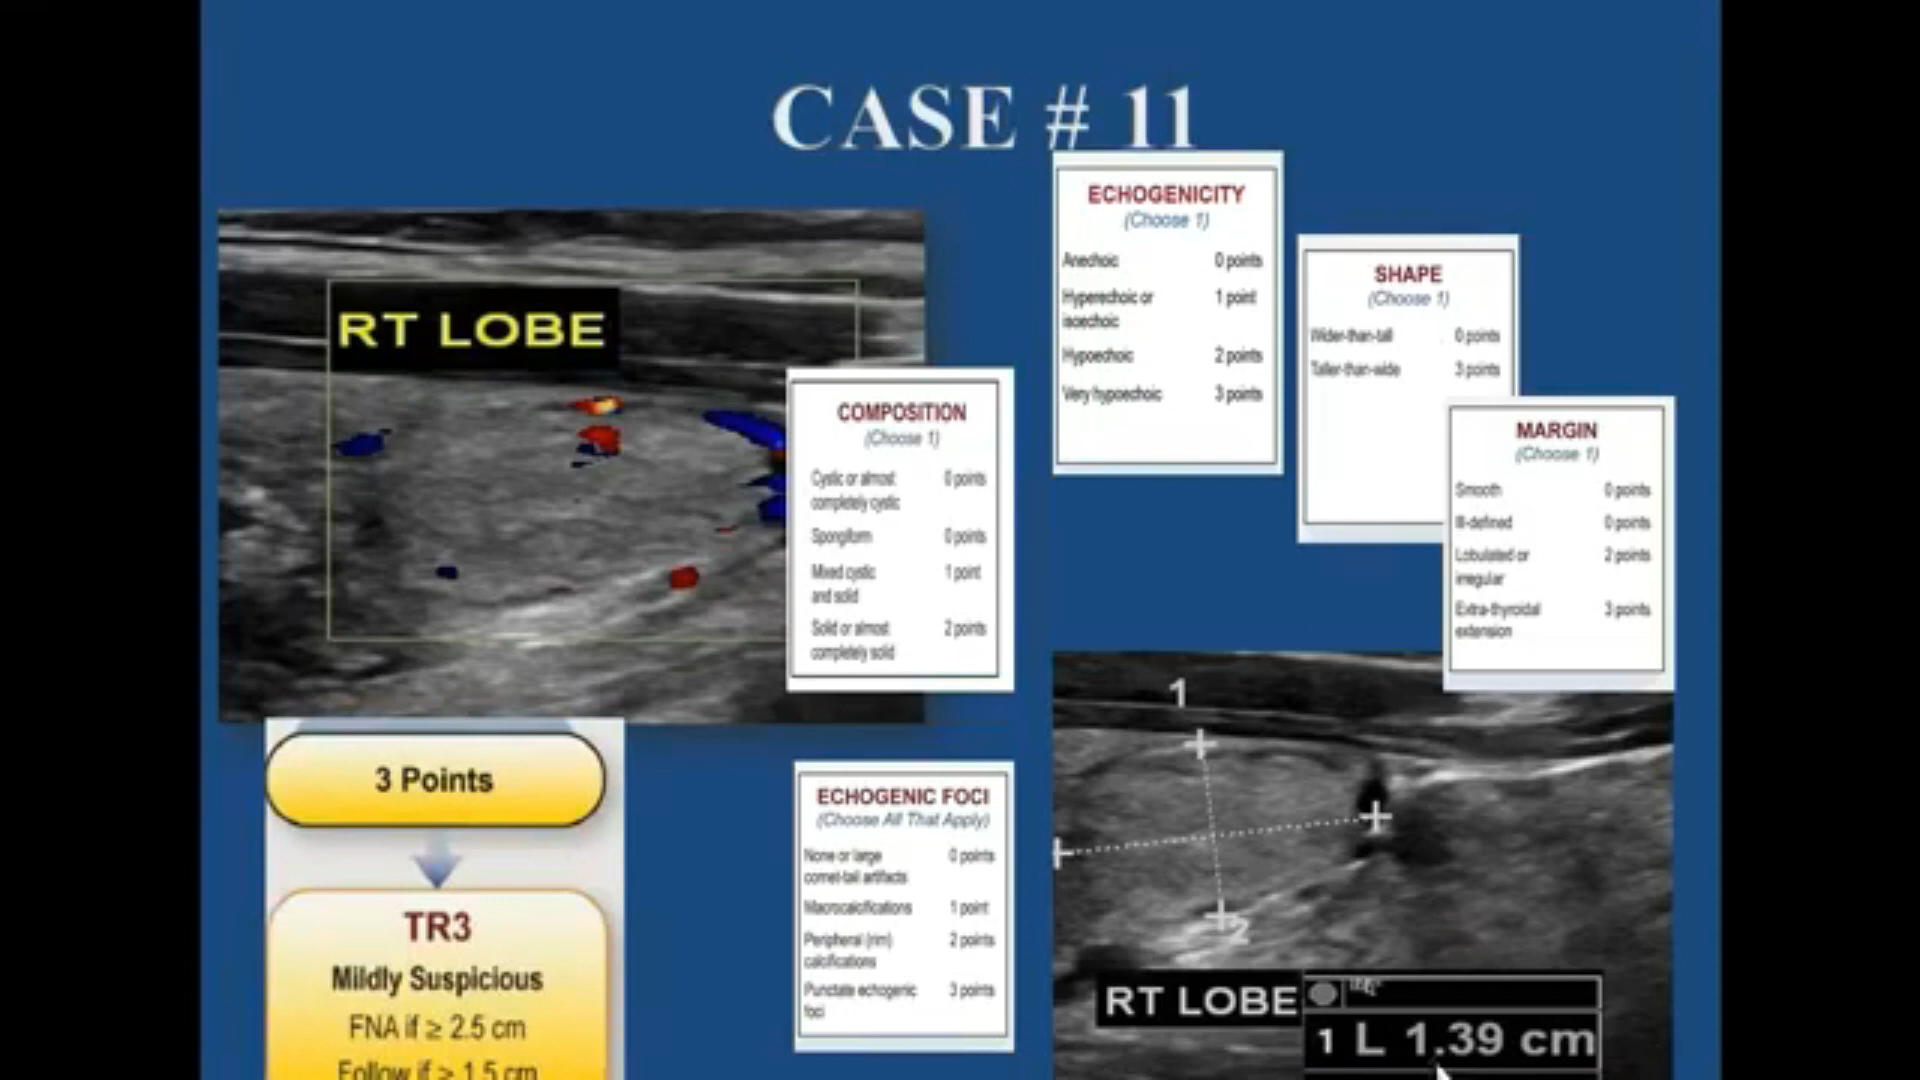 CASE # 11
RT LOBE
ECHOGENICITY
(Choose 1)
Anechoic 0 points
Hyperechoic or 1 point
isoechoic
Hypoechoic 2 points
Very hypoechoic 3 points
SHAPE
(Choose 1)
Wider-than-tall 0 points
Taller-than-wide 3 points
COMPOSITION
(Choose 1)
Cystic or almost 0 points
completely cystic
Spongiform 0 points
Mixed cystic 1 point
and solid
Solid or almost 2 points
completely solid
MARGIN
(Choose 1)
Smooth 0 points
Ill-defined 0 points
Lobulated or 2 points
irregular
Extra-thyroidal 3 points
extension
3 Points
TR3
Mildly Suspicious
FNA if ≥ 2.5 cm
Follow if ≥ 1.5 cm
ECHOGENIC FOCI
(Choose All That Apply)
None or large 0 points
comet-tail artifacts
Macrocalcifications 1 point
Peripheral (rim) 2 points
calcifications
Punctate echogenic 3 points
foci
1
2
RT LOBE
1 L 1.39 cm